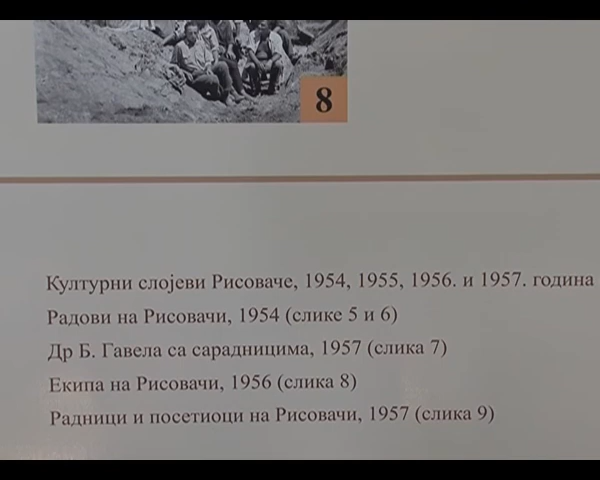 8
Културни слојеви Рисоваче, 1954, 1955, 1956. и 1957. година
Радови на Рисовачи, 1954 (слике 5 и 6)
Др Б. Гавела са сарадницима, 1957 (слика 7)
Екипа на Рисовачи, 1956 (слика 8)
Радници и посетиоци на Рисовачи, 1957 (слика 9)